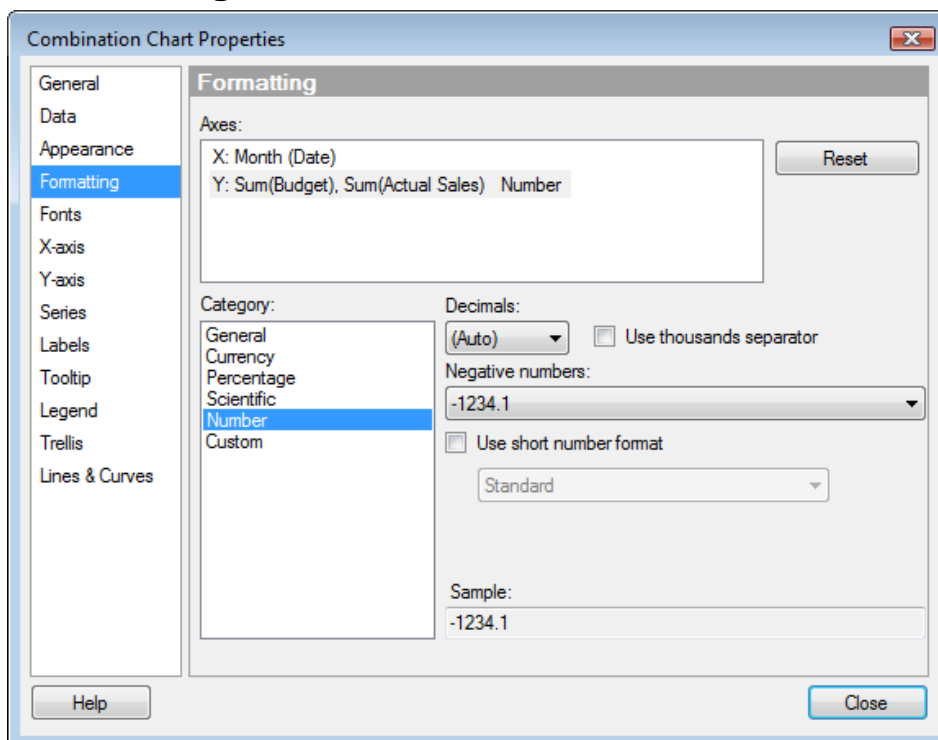 Combination Chart Properties
General
Data
Appearance
Formatting
Fonts
X-axis
Y-axis
Series
Labels
Tooltip
Legend
Trellis
Lines & Curves
Formatting
Axes:
X: Month (Date)
Y: Sum(Budget), Sum(Actual Sales) Number
Reset
Category:
General
Currency
Percentage
Scientific
Number
Custom
Decimals:
(Auto)
Use thousands separator
Negative numbers:
-1234.1
Use short number format
Standard
Sample:
-1234.1
Help
Close